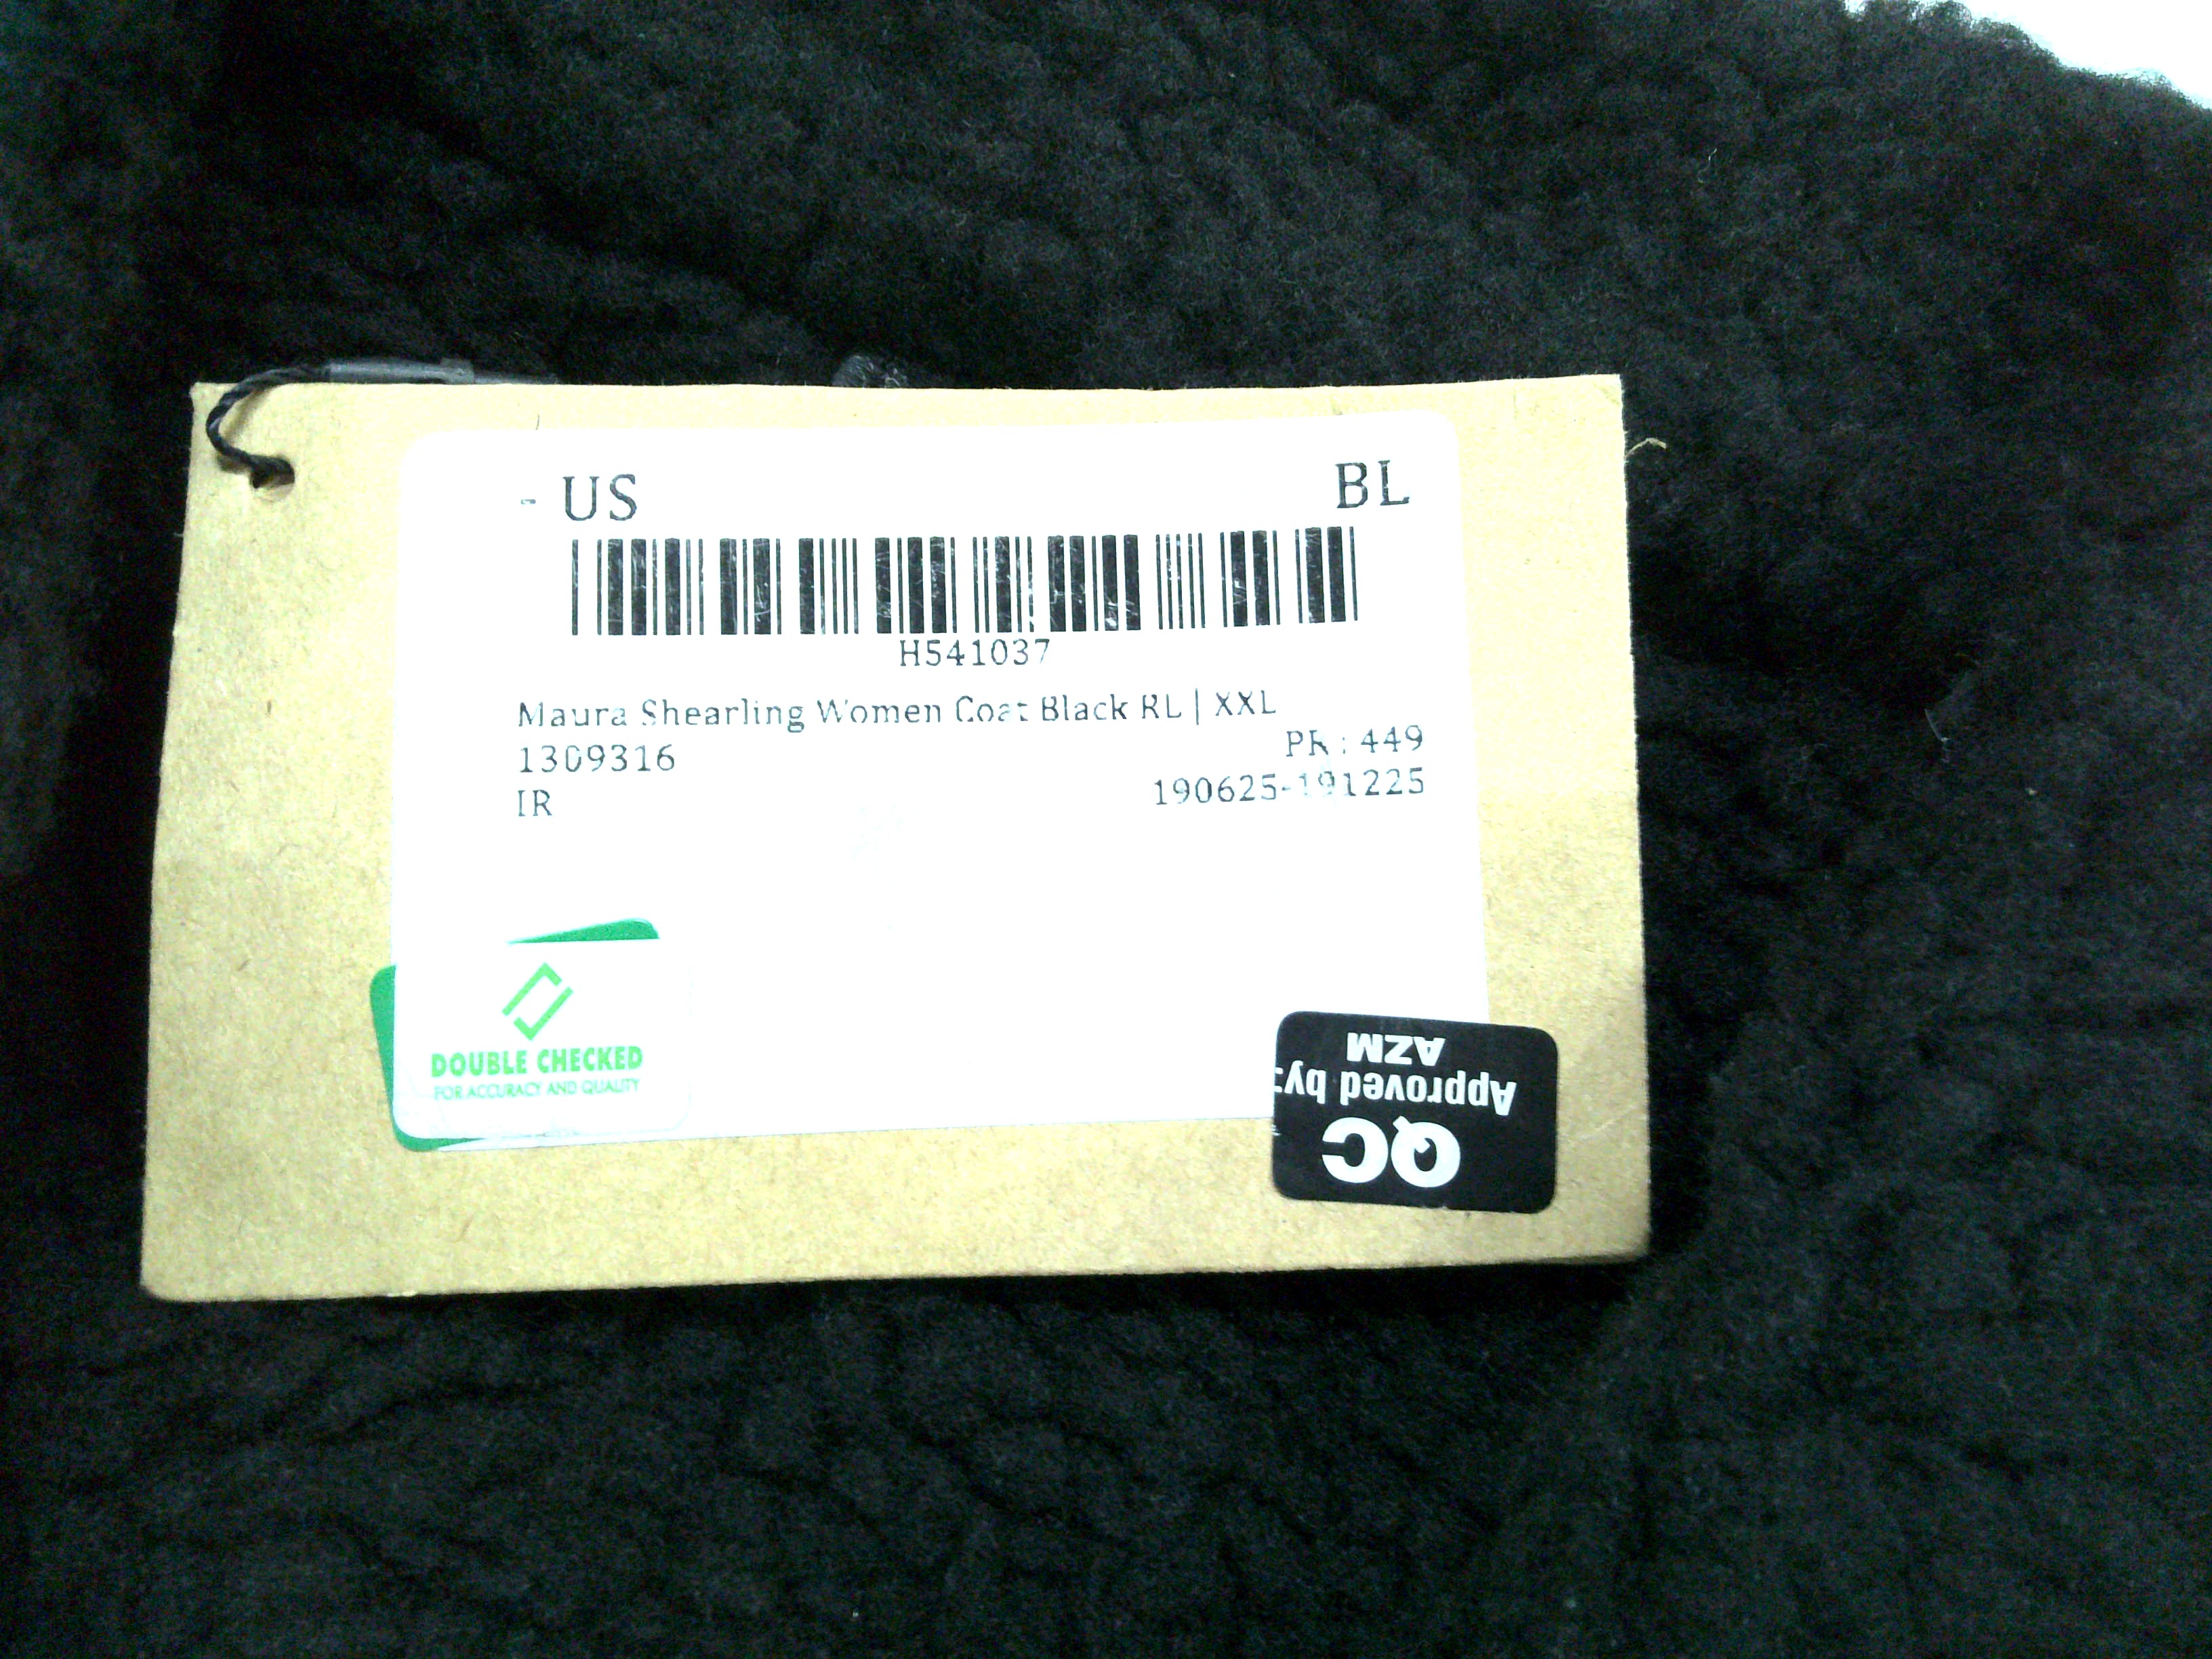 - US BL
H541037
Maura Shearling Women Coat Black RL | XXL
1309316 PR : 449
IR 190625-191225
DOUBLE CHECKED
FOR ACCURACY AND QUALITY
QC
Approved by:
AZM